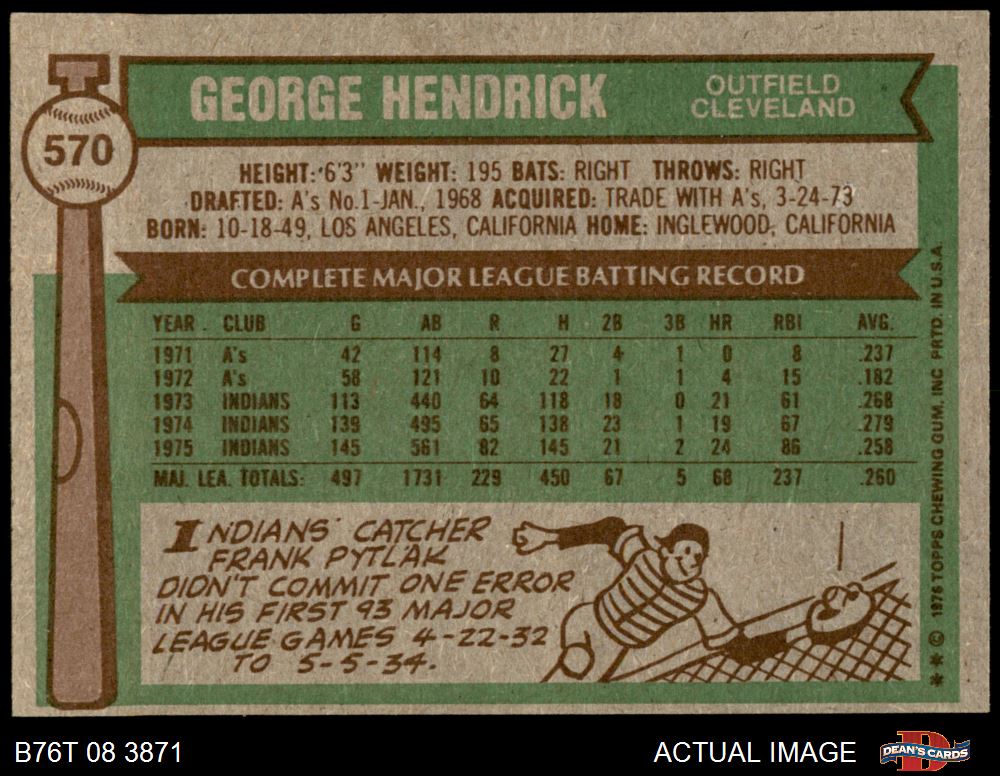 570
GEORGE HENDRICK
OUTFIELD
CLEVELAND
HEIGHT: 6'3" WEIGHT: 195 BATS: RIGHT THROWS: RIGHT
DRAFTED: A's No.1-JAN., 1968 ACQUIRED: TRADE WITH A's, 3-24-73
BORN: 10-18-49, LOS ANGELES, CALIFORNIA HOME: INGLEWOOD, CALIFORNIA
COMPLETE MAJOR LEAGUE BATTING RECORD
YEAR CLUB G AB R H 2B 3B HR RBI AVG.
1971 A's 42 114 8 27 4 1 0 8 .237
1972 A's 58 121 10 22 1 1 4 15 .182
1973 INDIANS 113 440 64 118 18 0 21 61 .268
1974 INDIANS 139 495 65 138 23 1 19 67 .279
1975 INDIANS 145 561 82 145 21 2 24 86 .258
MAJ. LEA. TOTALS: 497 1731 229 450 67 5 68 237 .260
INDIANS' CATCHER
FRANK PYTLAK
DIDN'T COMMIT ONE ERROR
IN HIS FIRST 93 MAJOR
LEAGUE GAMES 4-22-32
TO 5-5-34.
* * © 1976 TOPPS CHEWING GUM, INC PRTD. IN U.S.A.
B76T 08 3871
ACTUAL IMAGE
DEAN'S CARDS